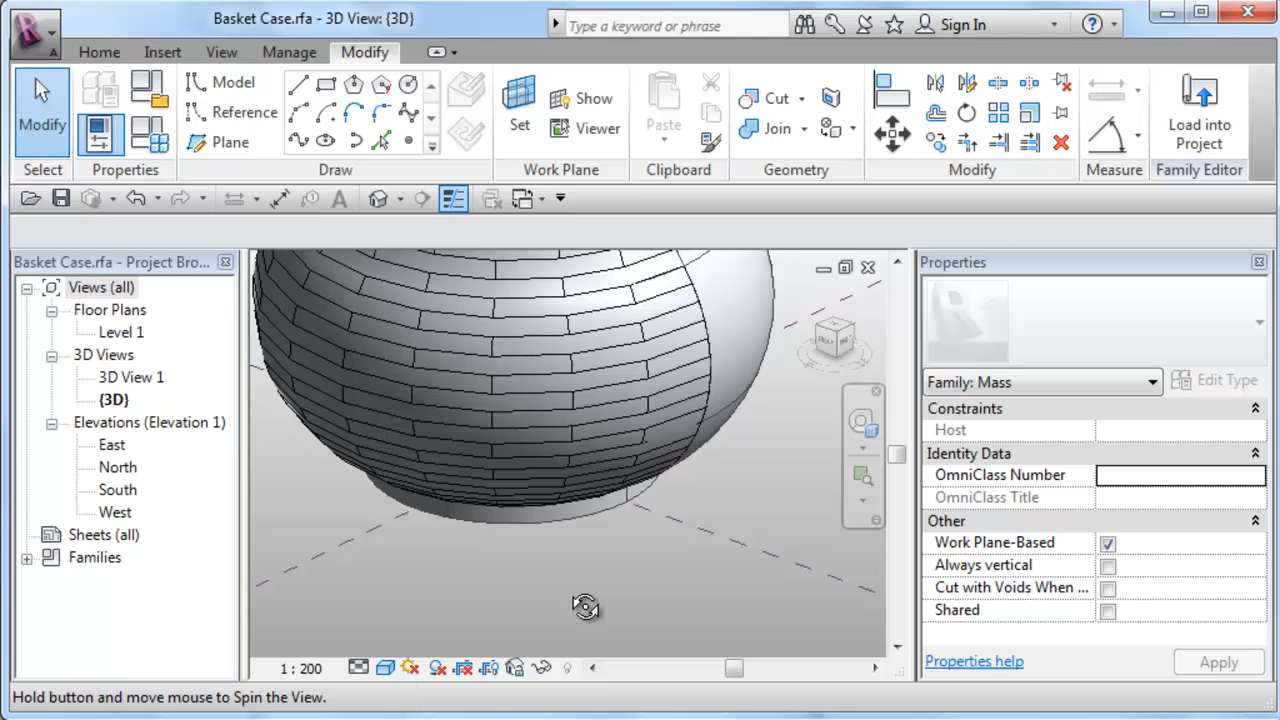 Basket Case.rfa - 3D View: {3D}
Type a keyword or phrase
Sign In
Home Insert View Manage Modify
Modify
Select
Properties
Model
Reference
Plane
Draw
Set
Show
Viewer
Work Plane
Paste
Clipboard
Cut
Join
Geometry
Modify
Measure
Load into
Project
Family Editor
Basket Case.rfa - Project Bro...
Views (all)
Floor Plans
Level 1
3D Views
3D View 1
{3D}
Elevations (Elevation 1)
East
North
South
West
Sheets (all)
Families
1 : 200
Properties
Family: Mass
Edit Type
Constraints
Host
Identity Data
OmniClass Number
OmniClass Title
Other
Work Plane-Based
Always vertical
Cut with Voids When ...
Shared
Properties help
Apply
Hold button and move mouse to Spin the View.